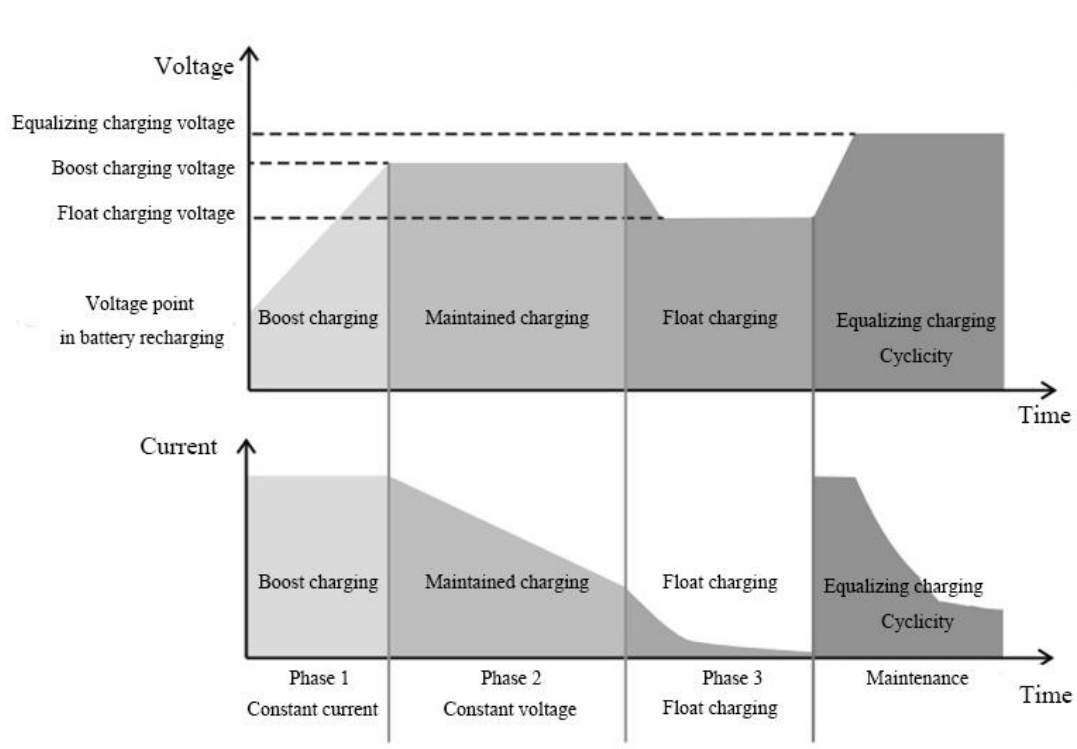 Voltage
Equalizing charging voltage
Boost charging voltage
Float charging voltage
Voltage point
in battery recharging
Boost charging
Maintained charging
Float charging
Equalizing charging
Cyclicity
Time
Current
Boost charging
Maintained charging
Float charging
Equalizing charging
Cyclicity
Phase 1
Constant current
Phase 2
Constant voltage
Phase 3
Float charging
Maintenance
Time